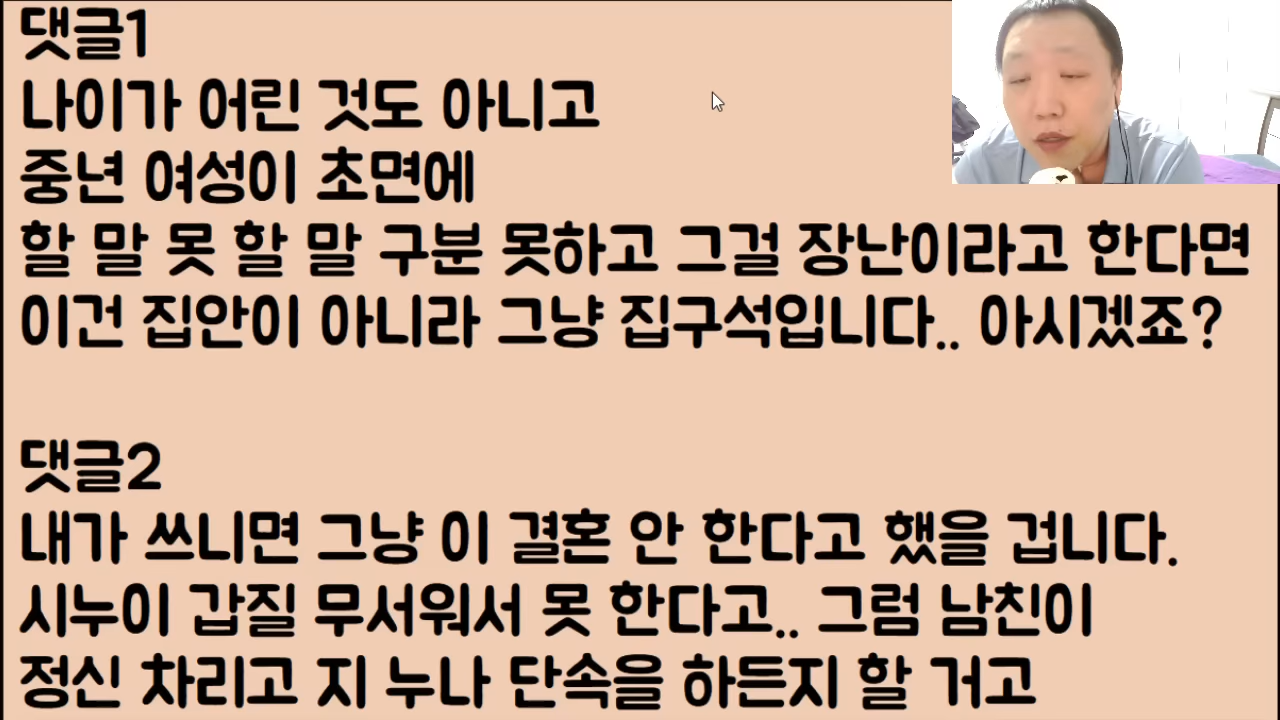 댓글1
나이가 어린 것도 아니고
중년 여성이 초면에
할 말 못 할 말 구분 못하고 그걸 장난이라고 한다면
이건 집안이 아니라 그냥 집구석입니다.. 아시겠죠?
댓글2
내가 쓰니면 그냥 이 결혼 안 한다고 했을 겁니다.
시누이 갑질 무서워서 못 한다고.. 그럼 남친이
정신 차리고 지 누나 단속을 하든지 할 거고